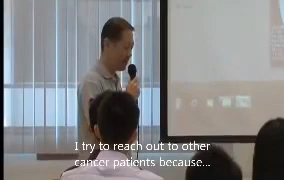 I try to reach out to other
cancer patients because...